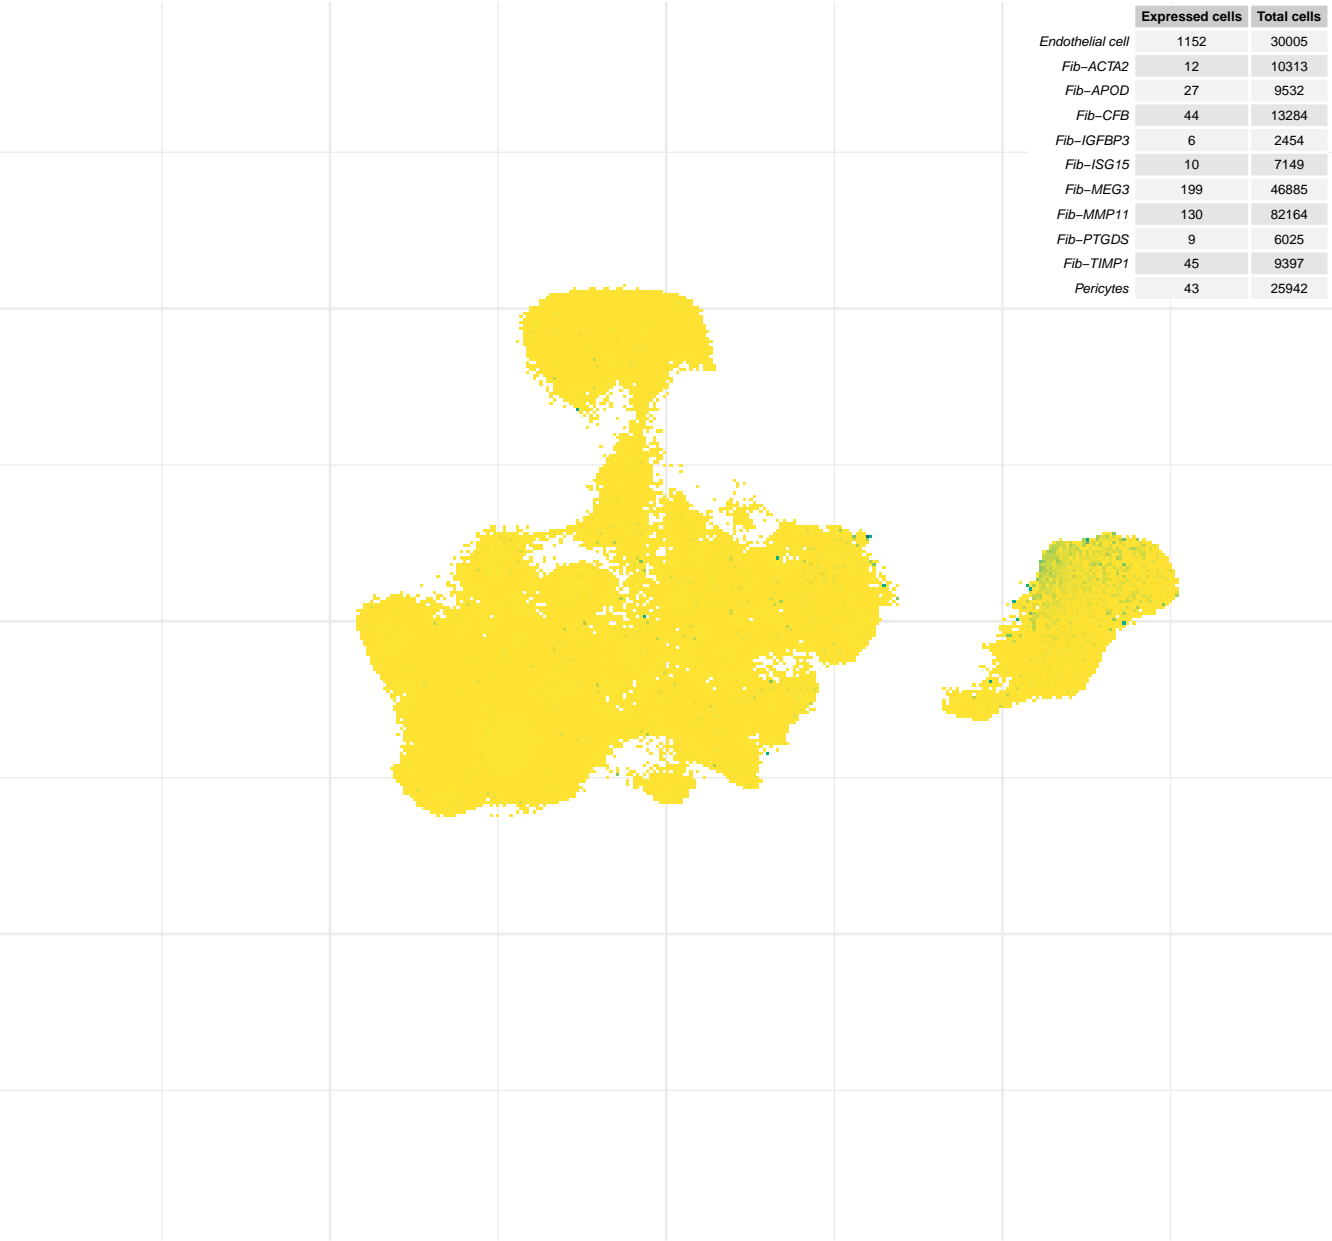 Expressed cells Total cells
Endothelial cell 1152 30005
Fib−ACTA2 12 10313
Fib−APOD 27 9532
Fib−CFB 44 13284
Fib−IGFBP3 6 2454
Fib−ISG15 10 7149
Fib−MEG3 199 46885
Fib−MMP11 130 82164
Fib−PTGDS 9 6025
Fib−TIMP1 45 9397
Pericytes 43 25942